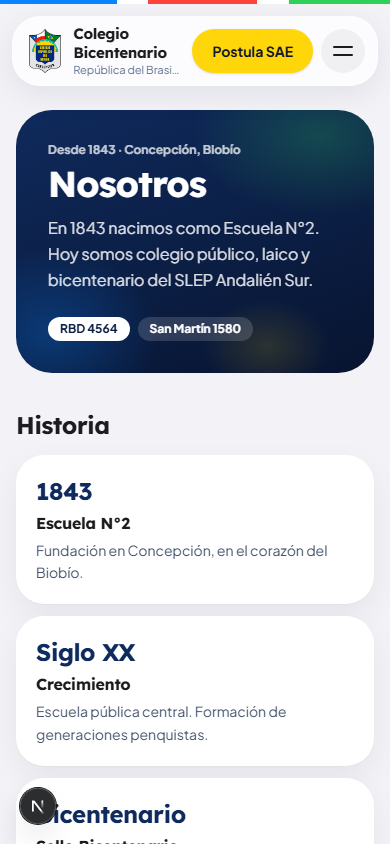 Colegio
Bicentenario
República del Brasi...
Postula SAE
Desde 1843 · Concepción, Biobío
Nosotros
En 1843 nacimos como Escuela N°2.
Hoy somos colegio público, laico y
bicentenario del SLEP Andalién Sur.
RBD 4564
San Martín 1580
Historia
1843
Escuela N°2
Fundación en Concepción, en el corazón del
Biobío.
Siglo XX
Crecimiento
Escuela pública central. Formación de
generaciones penquistas.
N
icentenario